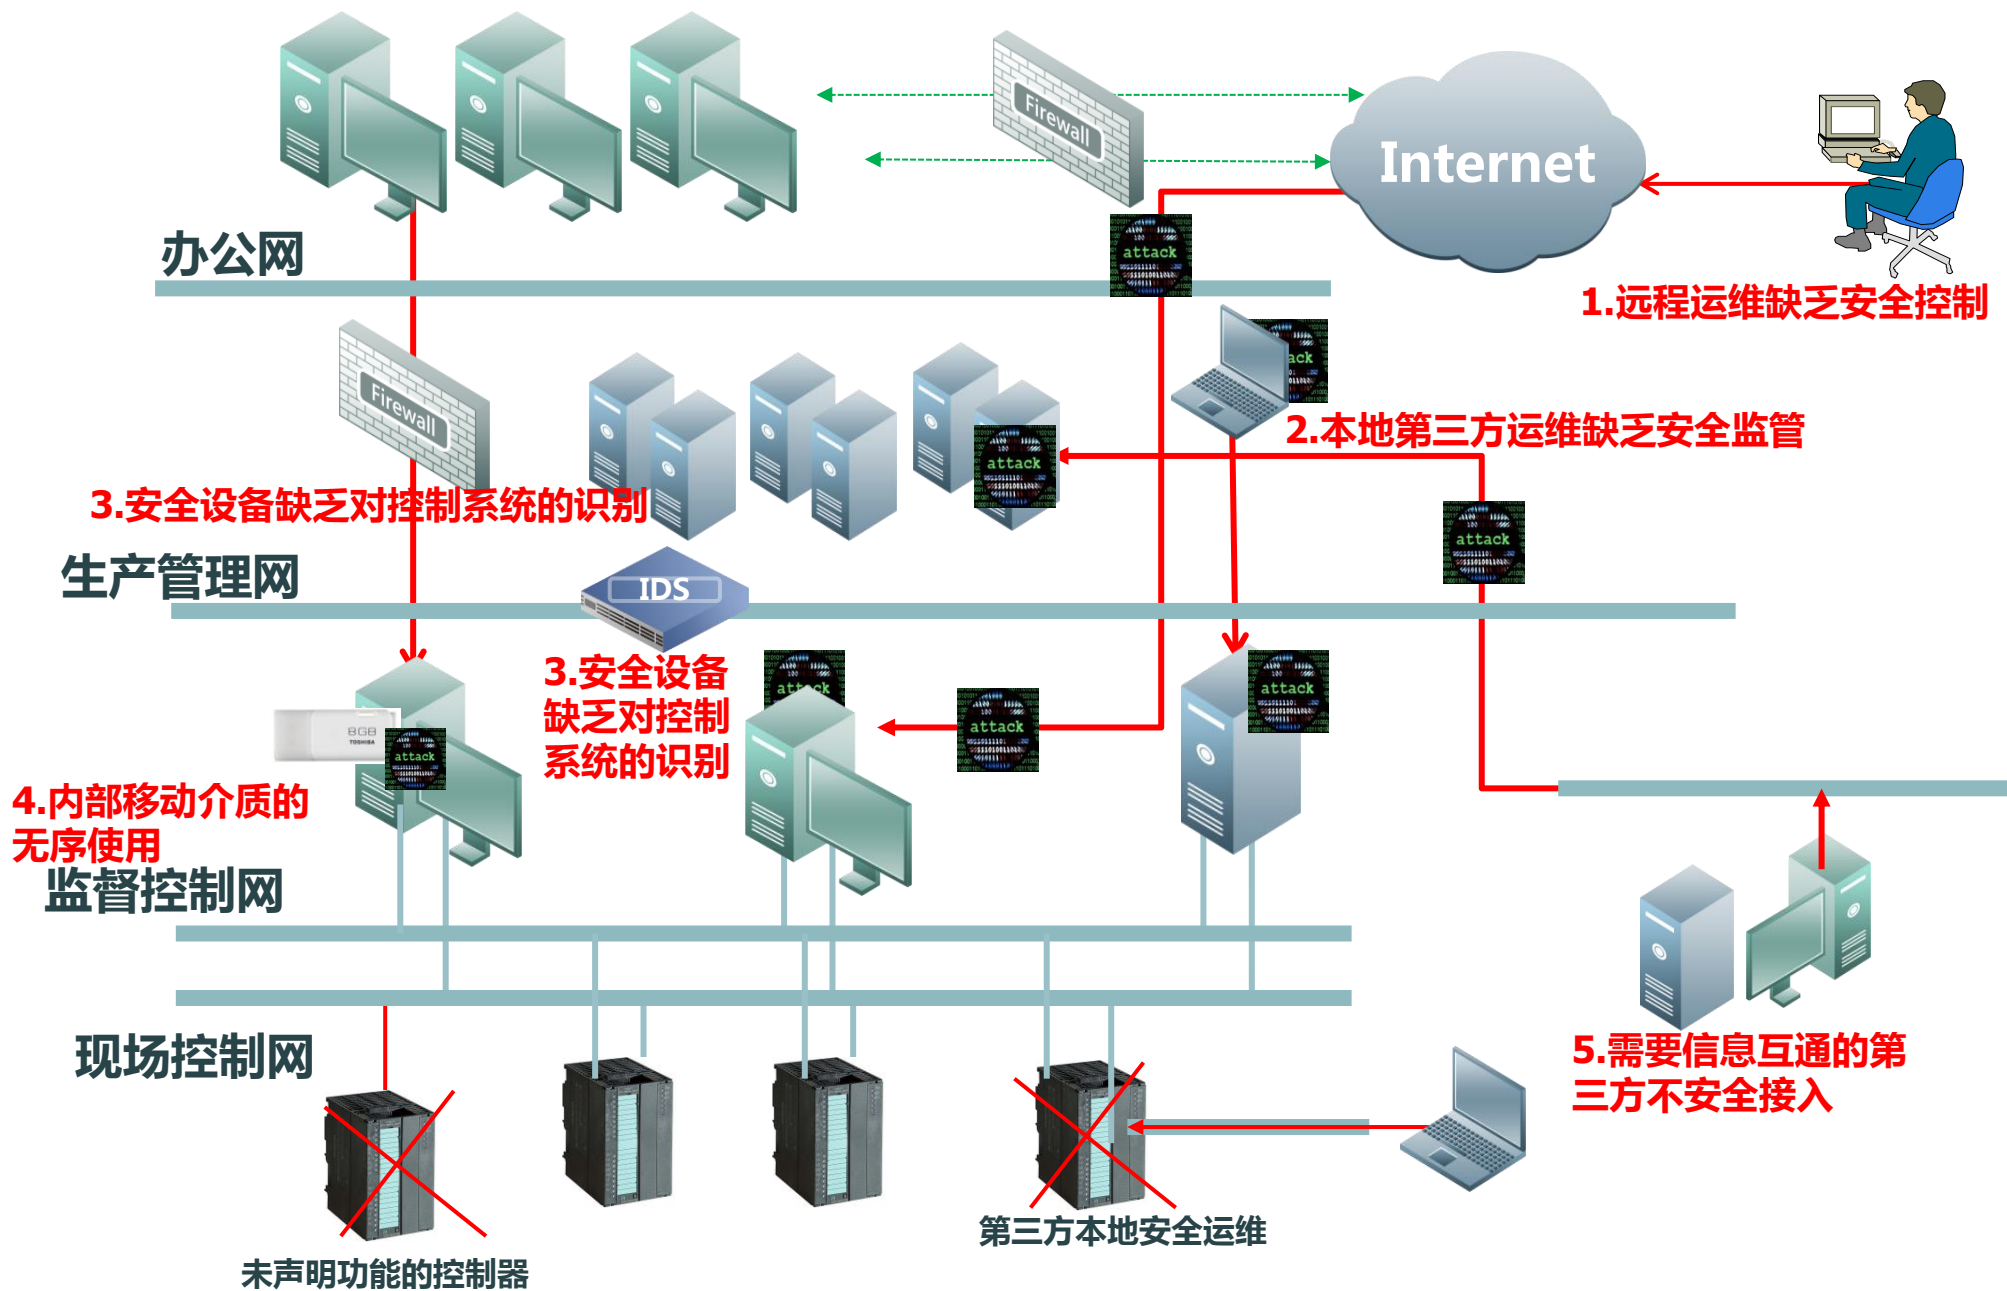 Firewall
Internet
attack
办公网
1.远程运维缺乏安全控制
Firewall
ack
2.本地第三方运维缺乏安全监管
attack
3.安全设备缺乏对控制系统的识别
attack
生产管理网
IDS
3.安全设备
缺乏对控制
系统的识别
attack
attack
attack
8GB
TOSHIBA
attack
4.内部移动介质的
无序使用
监督控制网
现场控制网
5.需要信息互通的第
三方不安全接入
第三方本地安全运维
未声明功能的控制器